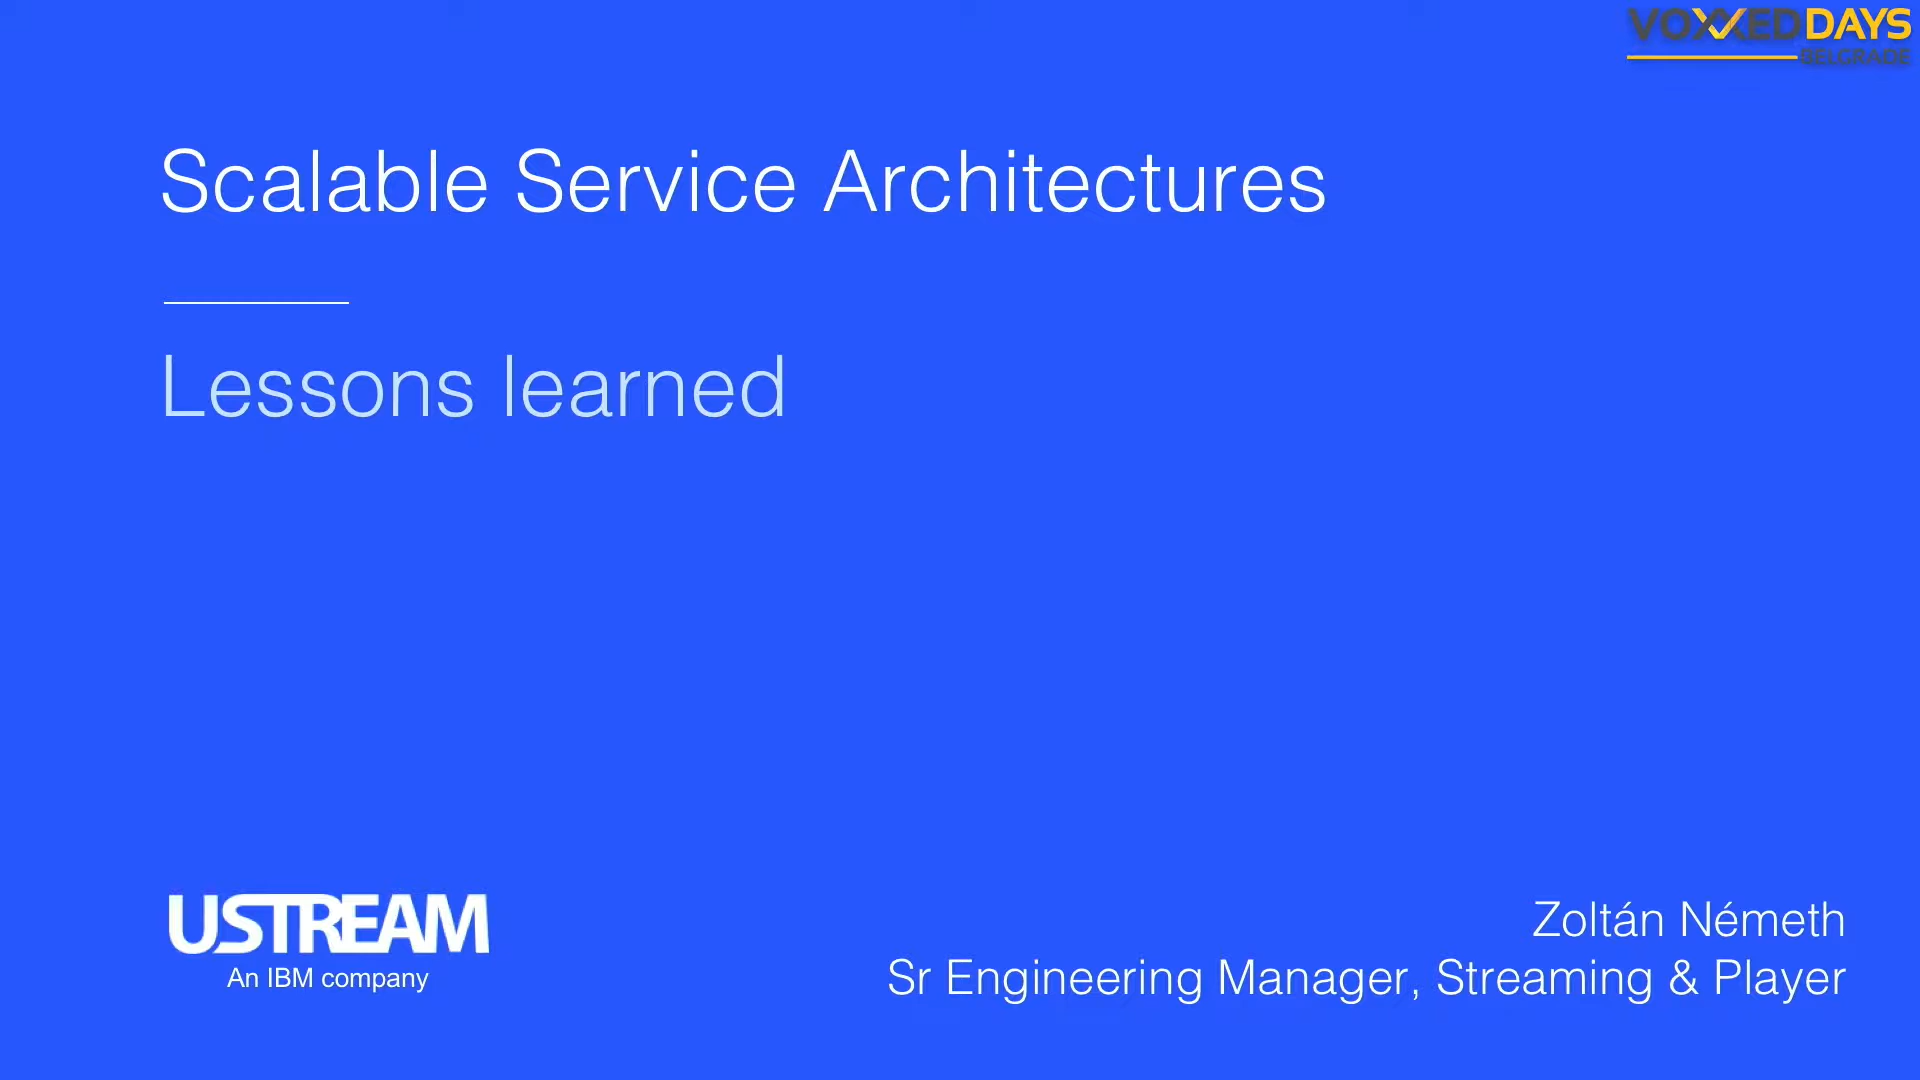 VOXXED DAYS
BELGRADE
Scalable Service Architectures
Lessons learned
USTREAM
An IBM company
Zoltán Németh
Sr Engineering Manager, Streaming & Player